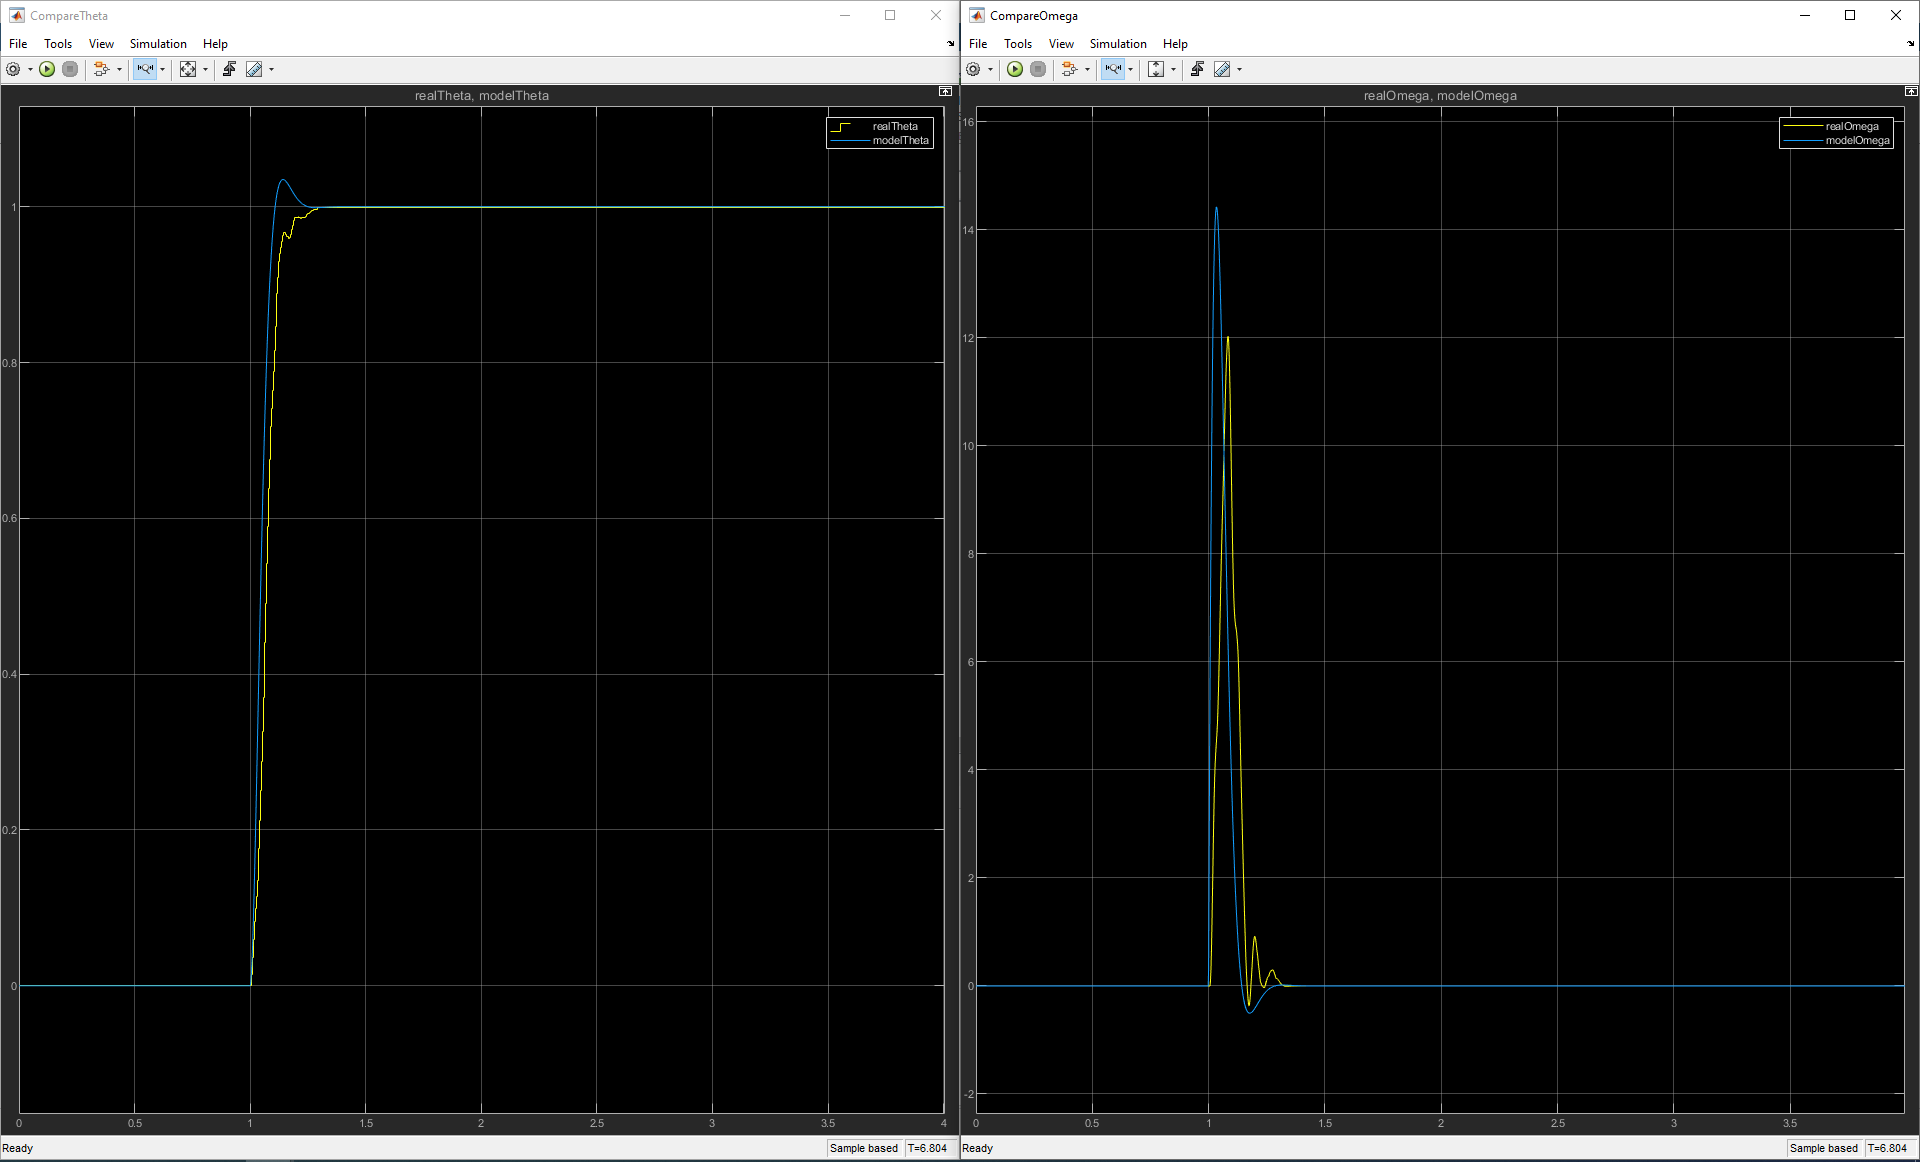 CompareTheta
File Tools View Simulation Help
realTheta, modelTheta
realTheta
modelTheta
1
0.8
0.6
0.4
0.2
0
0 0.5 1 1.5 2 2.5 3 3.5 4
Ready Sample based T=6.804
CompareOmega
File Tools View Simulation Help
realOmega, modelOmega
realOmega
modelOmega
16
14
12
10
8
6
4
2
0
-2
0 0.5 1 1.5 2 2.5 3 3.5
Ready Sample based T=6.804